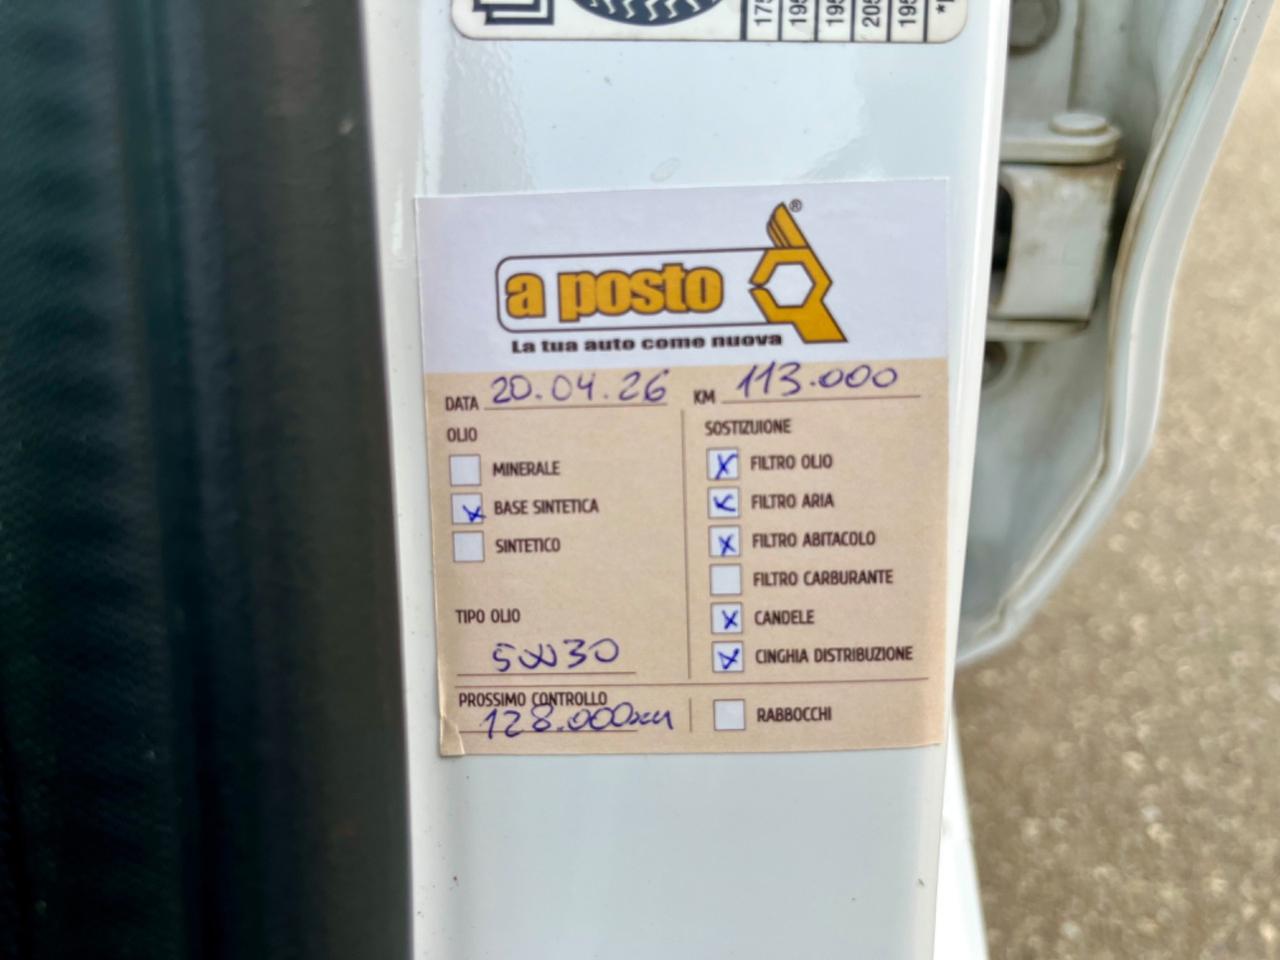 a posto ®
La tua auto come nuova
DATA 20.04.26 KM 113.000
OLIO
MINERALE
BASE SINTETICA
SINTETICO
TIPO OLIO
5W30
SOSTIZUIONE
FILTRO OLIO
FILTRO ARIA
FILTRO ABITACOLO
FILTRO CARBURANTE
CANDELE
CINGHIA DISTRIBUZIONE
PROSSIMO CONTROLLO
128.000km
RABBOCCHI